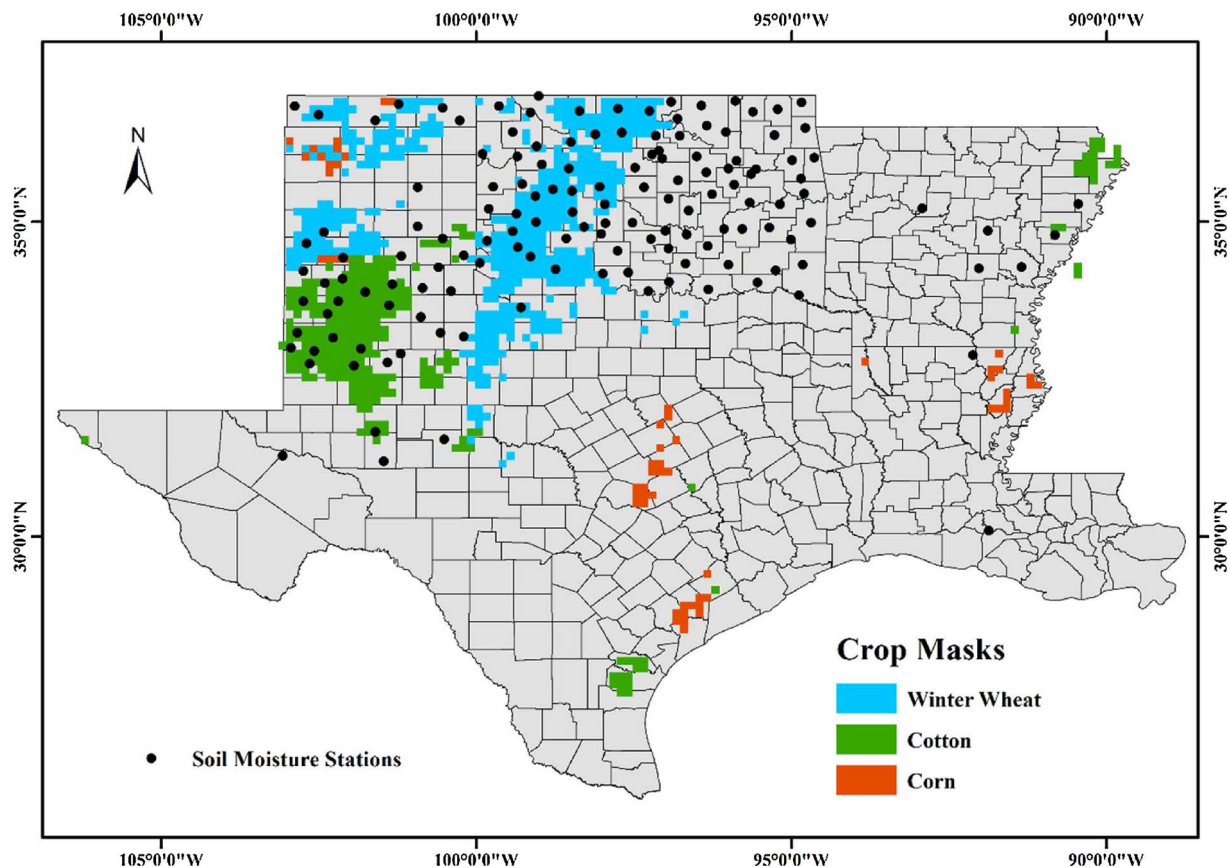 105°0'0"W 100°0'0"W 95°0'0"W 90°0'0"W
N
35°0'0"N 35°0'0"N
30°0'0"N 30°0'0"N
Crop Masks
Winter Wheat
Cotton
Soil Moisture Stations
Corn
105°0'0"W 100°0'0"W 95°0'0"W 90°0'0"W